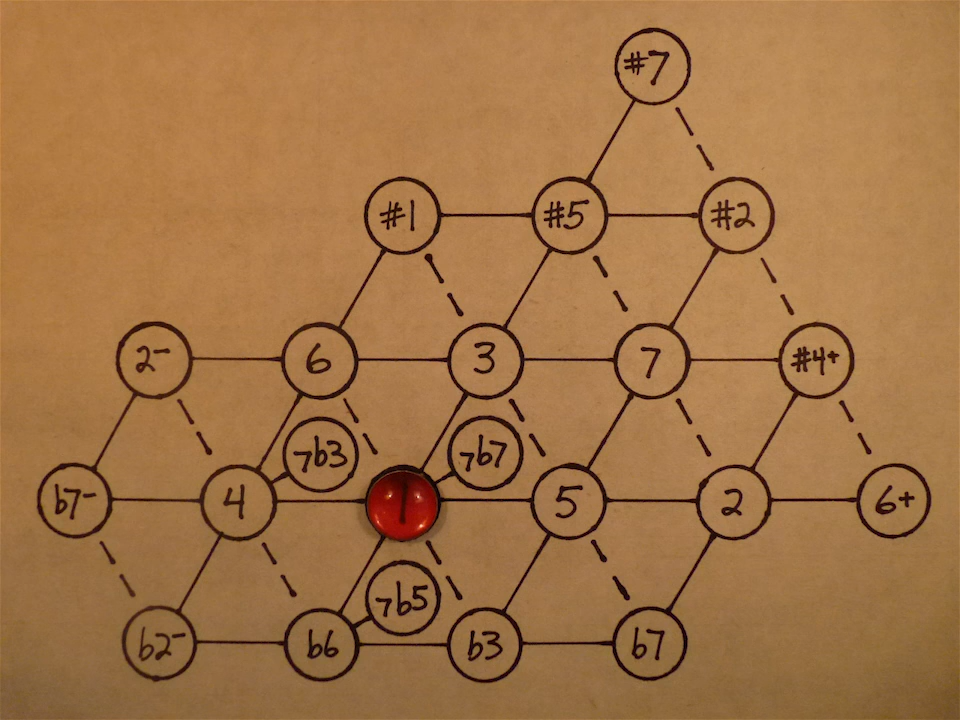 #7
#1 #5 #2
2- 6 3 7 #4+
7b3 7b7
b7- 4 1 5 2 6+
7b5
b2- b6 b3 b7